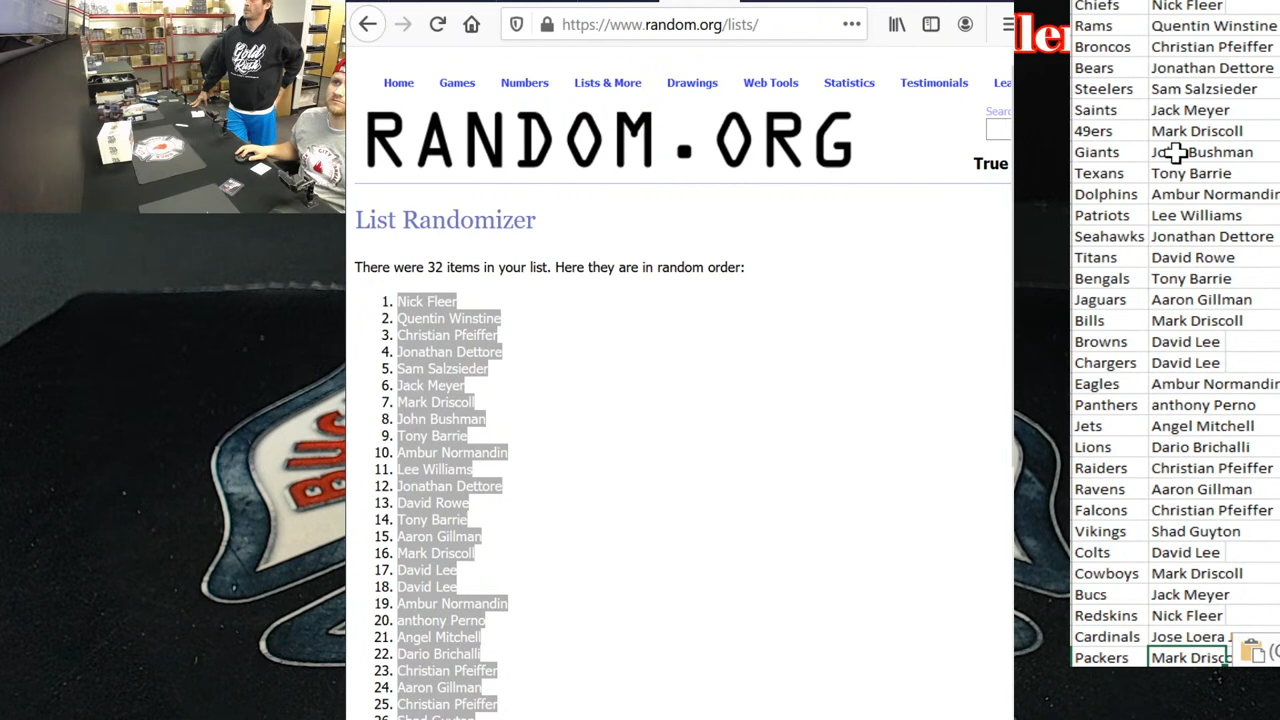 https://www.random.org/lists/
Home Games Numbers Lists & More Drawings Web Tools Statistics Testimonials
RANDOM.ORG
True
List Randomizer
There were 32 items in your list. Here they are in random order:
1. Nick Fleer
2. Quentin Winstine
3. Christian Pfeiffer
4. Jonathan Dettore
5. Sam Salzsieder
6. Jack Meyer
7. Mark Driscoll
8. John Bushman
9. Tony Barrie
10. Ambur Normandin
11. Lee Williams
12. Jonathan Dettore
13. David Rowe
14. Tony Barrie
15. Aaron Gillman
16. Mark Driscoll
17. David Lee
18. David Lee
19. Ambur Normandin
20. anthony Perno
21. Angel Mitchell
22. Dario Brichalli
23. Christian Pfeiffer
24. Aaron Gillman
25. Christian Pfeiffer
26. Shad Guyton
Chiefs Nick Fleer
Rams Quentin Winstine
Broncos Christian Pfeiffer
Bears Jonathan Dettore
Steelers Sam Salzsieder
Saints Jack Meyer
49ers Mark Driscoll
Giants Bushman
Texans Tony Barrie
Dolphins Ambur Normandin
Patriots Lee Williams
Seahawks Jonathan Dettore
Titans David Rowe
Bengals Tony Barrie
Jaguars Aaron Gillman
Bills Mark Driscoll
Browns David Lee
Chargers David Lee
Eagles Ambur Normandin
Panthers anthony Perno
Jets Angel Mitchell
Lions Dario Brichalli
Raiders Christian Pfeiffer
Ravens Aaron Gillman
Falcons Christian Pfeiffer
Vikings Shad Guyton
Colts David Lee
Cowboys Mark Driscoll
Bucs Jack Meyer
Redskins Nick Fleer
Cardinals Jose Loera
Packers Mark
Gold Rush